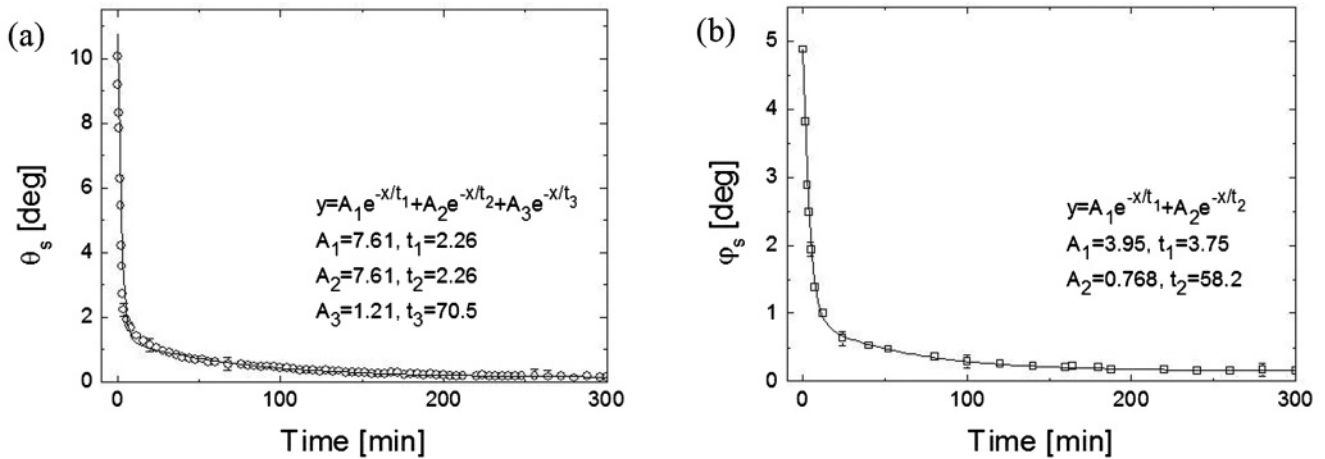 (a)
10
8
6
4
2
0
θs [deg]
y=A1e-x/t1+A2e-x/t2+A3e-x/t3
A1=7.61, t1=2.26
A2=7.61, t2=2.26
A3=1.21, t3=70.5
0 100 200 300
Time [min]
(b)
5
4
3
2
1
0
φs [deg]
y=A1e-x/t1+A2e-x/t2
A1=3.95, t1=3.75
A2=0.768, t2=58.2
0 100 200 300
Time [min]